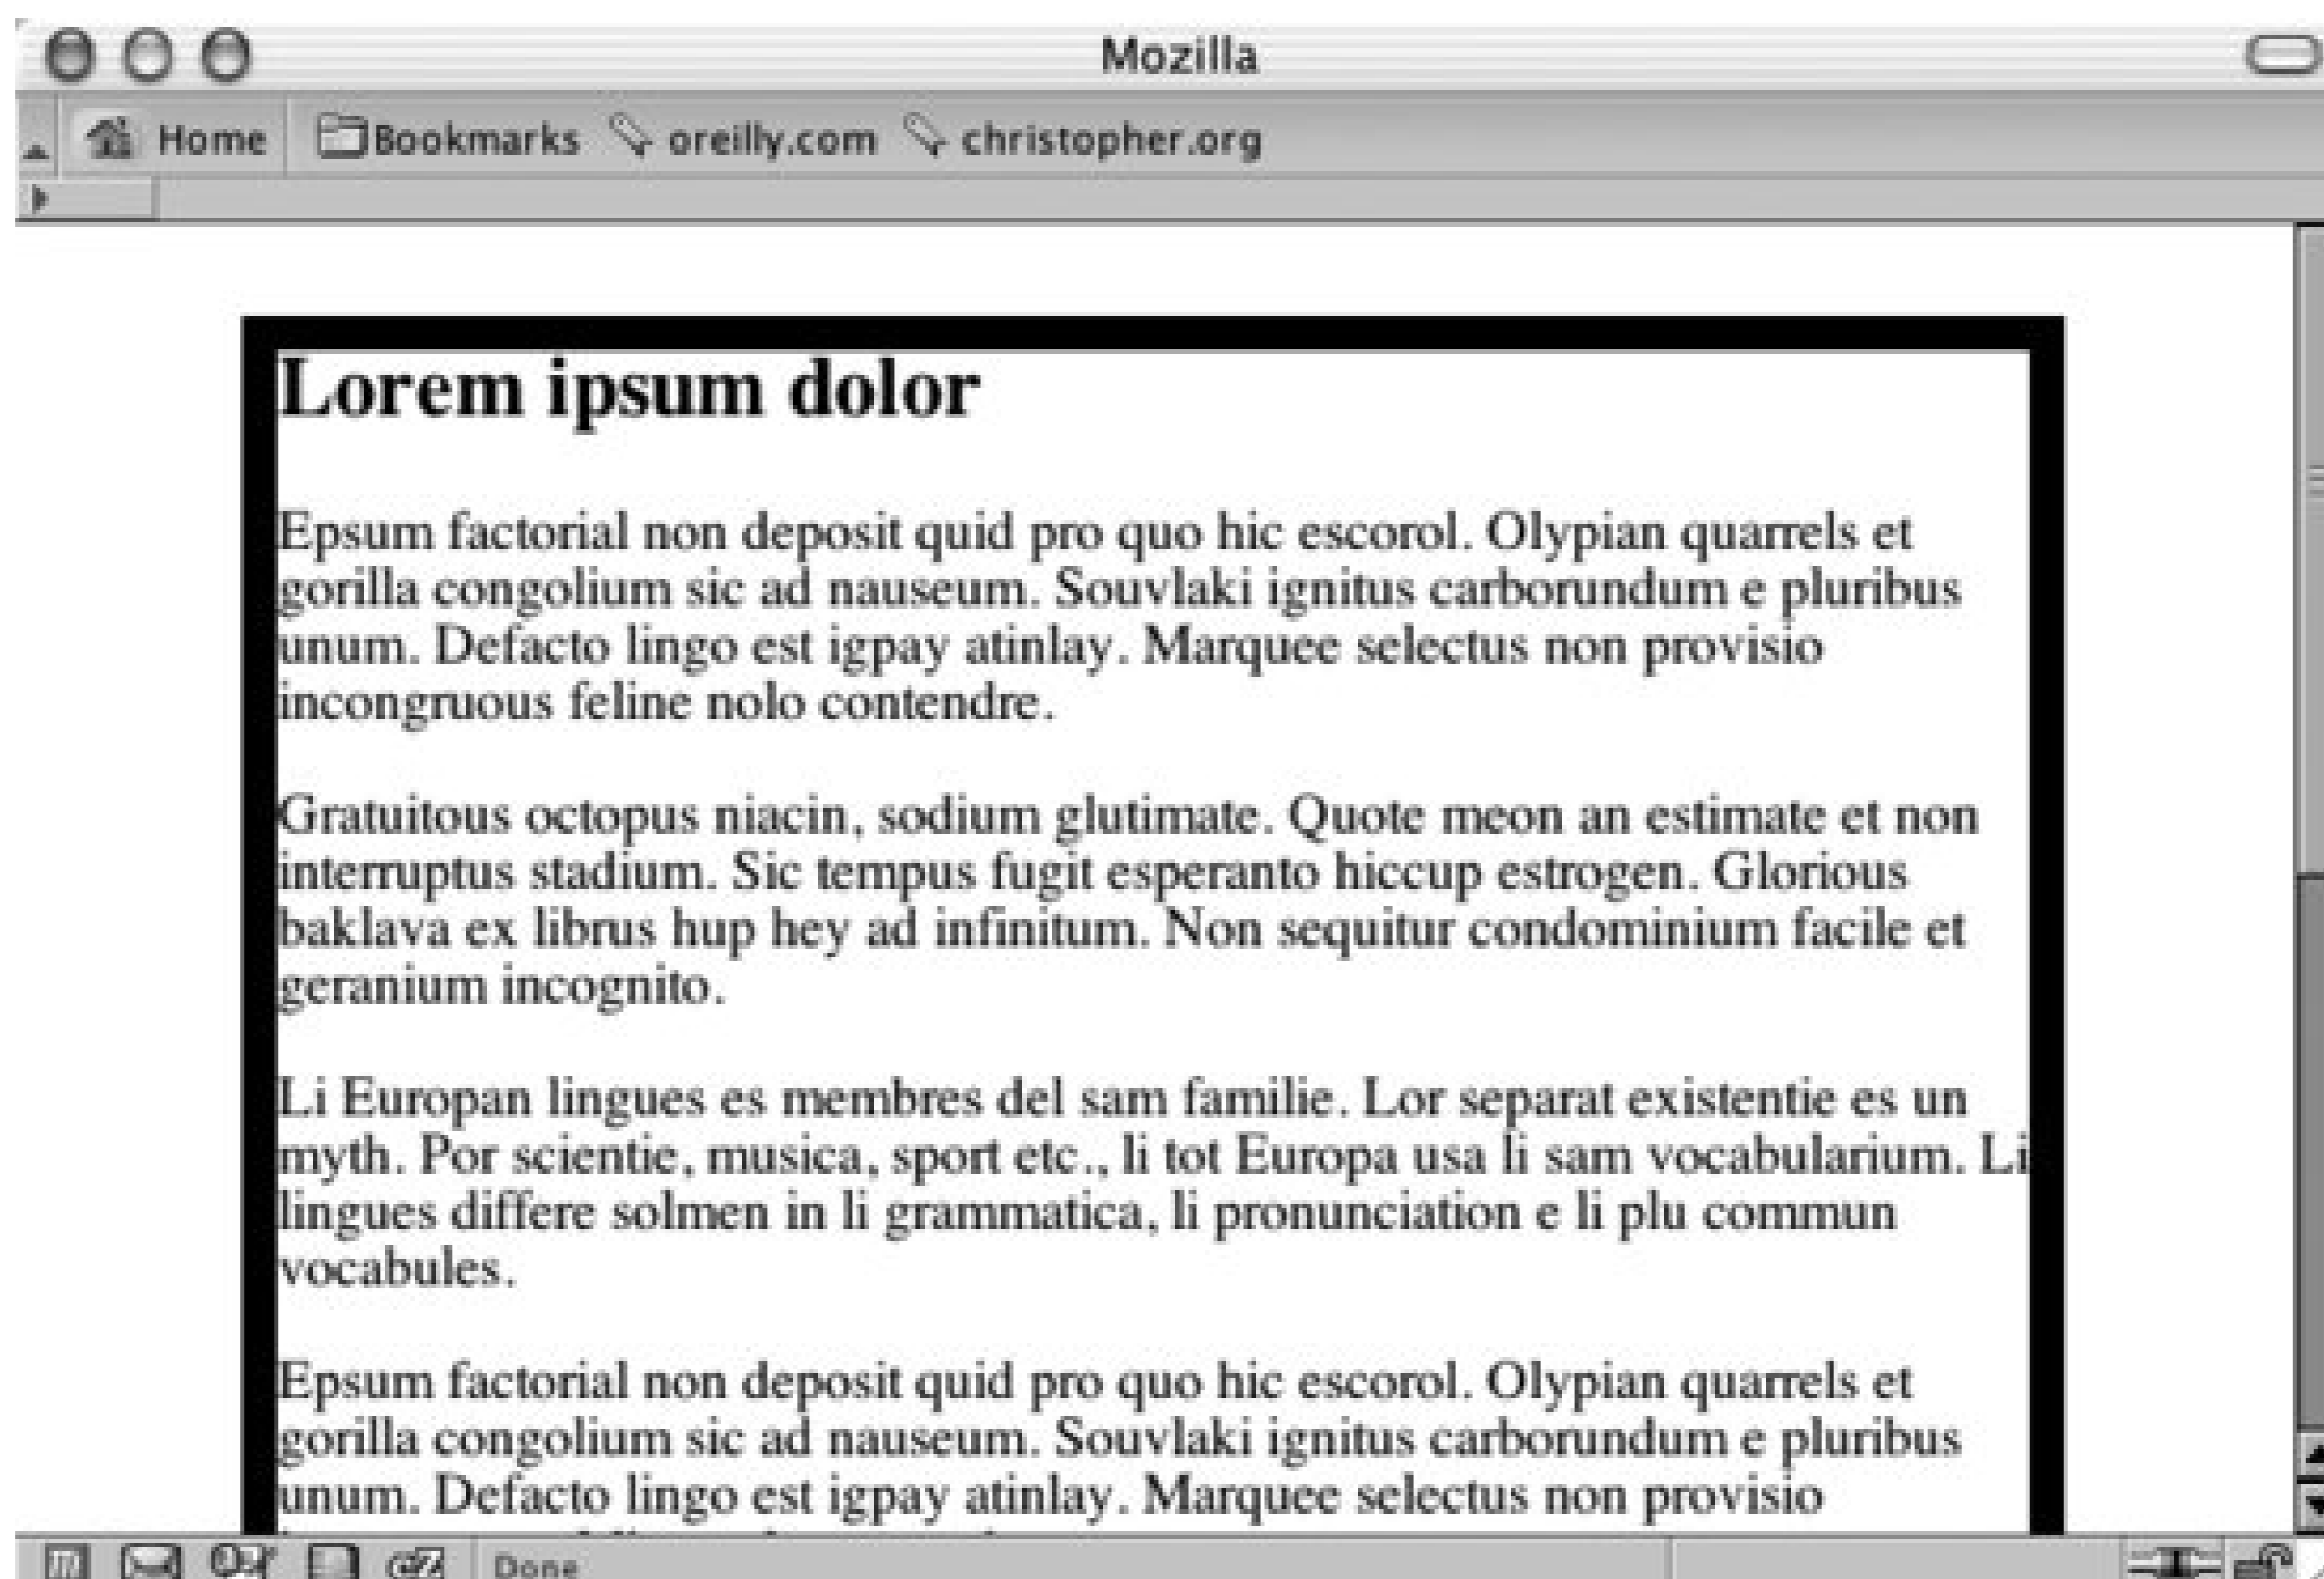 Mozilla
Home Bookmarks oreilly.com christopher.org
Lorem ipsum dolor
Epsum factorial non deposit quid pro quo hic escorol. Olypian quarrels et
gorilla congolium sic ad nauseum. Souvlaki ignitus carborundum e pluribus
unum. Defacto lingo est igpay atinlay. Marquee selectus non provisio
incongruous feline nolo contendre.
Gratuitous octopus niacin, sodium glutimate. Quote meon an estimate et non
interruptus stadium. Sic tempus fugit esperanto hiccup estrogen. Glorious
baklava ex librus hup hey ad infinitum. Non sequitur condominium facile et
geranium incognito.
Li Europan lingues es membres del sam familie. Lor separat existentie es un
myth. Por scientie, musica, sport etc., li tot Europa usa li sam vocabularium. Li
lingues differe solmen in li grammatica, li pronunciation e li plu commun
vocabules.
Epsum factorial non deposit quid pro quo hic escorol. Olypian quarrels et
gorilla congolium sic ad nauseum. Souvlaki ignitus carborundum e pluribus
unum. Defacto lingo est igpay atinlay. Marquee selectus non provisio
Done